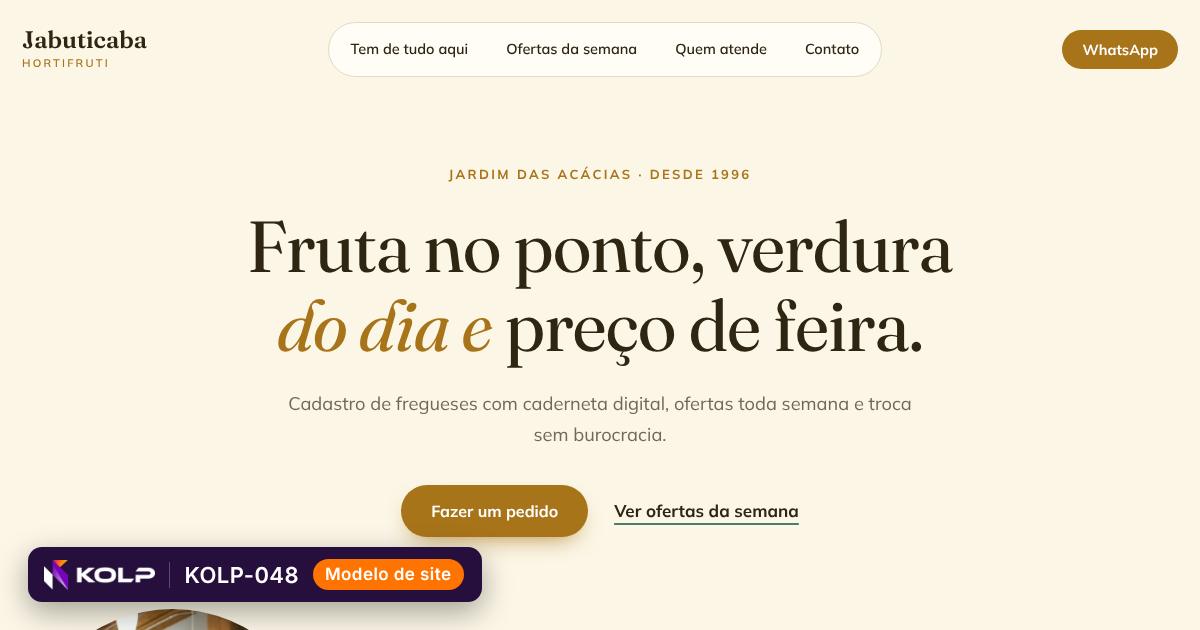 Jabuticaba
HORTIFRUTI
Tem de tudo aqui
Ofertas da semana
Quem atende
Contato
WhatsApp
JARDIM DAS ACÁCIAS · DESDE 1996
Fruta no ponto, verdura
do dia e preço de feira.
Cadastro de fregueses com caderneta digital, ofertas toda semana e troca
sem burocracia.
Fazer um pedido
Ver ofertas da semana
KOLP
KOLP-048
Modelo de site